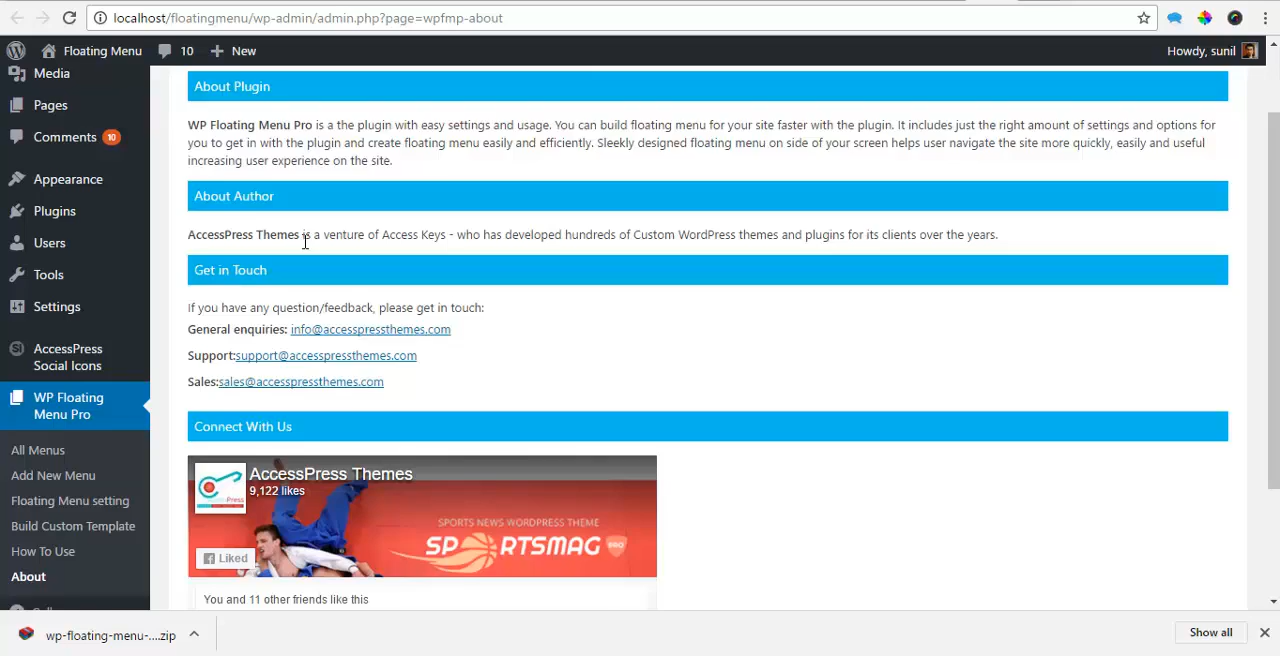 localhost/floatingmenu/wp-admin/admin.php?page=wpfmp-about
Floating Menu 10 New Howdy, sunil
Media
Pages
Comments 10
Appearance
Plugins
Users
Tools
Settings
AccessPress
Social Icons
WP Floating
Menu Pro
All Menus
Add New Menu
Floating Menu setting
Build Custom Template
How To Use
About
About Plugin
WP Floating Menu Pro is a the plugin with easy settings and usage. You can build floating menu for your site faster with the plugin. It includes just the right amount of settings and options for
you to get in with the plugin and create floating menu easily and efficiently. Sleekly designed floating menu on side of your screen helps user navigate the site more quickly, easily and useful
increasing user experience on the site.
About Author
AccessPress Themes is a venture of Access Keys - who has developed hundreds of Custom WordPress themes and plugins for its clients over the years.
Get in Touch
If you have any question/feedback, please get in touch:
General enquiries: info@accesspressthemes.com
Support:support@accesspressthemes.com
Sales:sales@accesspressthemes.com
Connect With Us
AccessPress Themes
9,122 likes
SPORTS NEWS WORDPRESS THEME
SPORTSMAG PRO
Liked
You and 11 other friends like this
wp-floating-menu-....zip
Show all